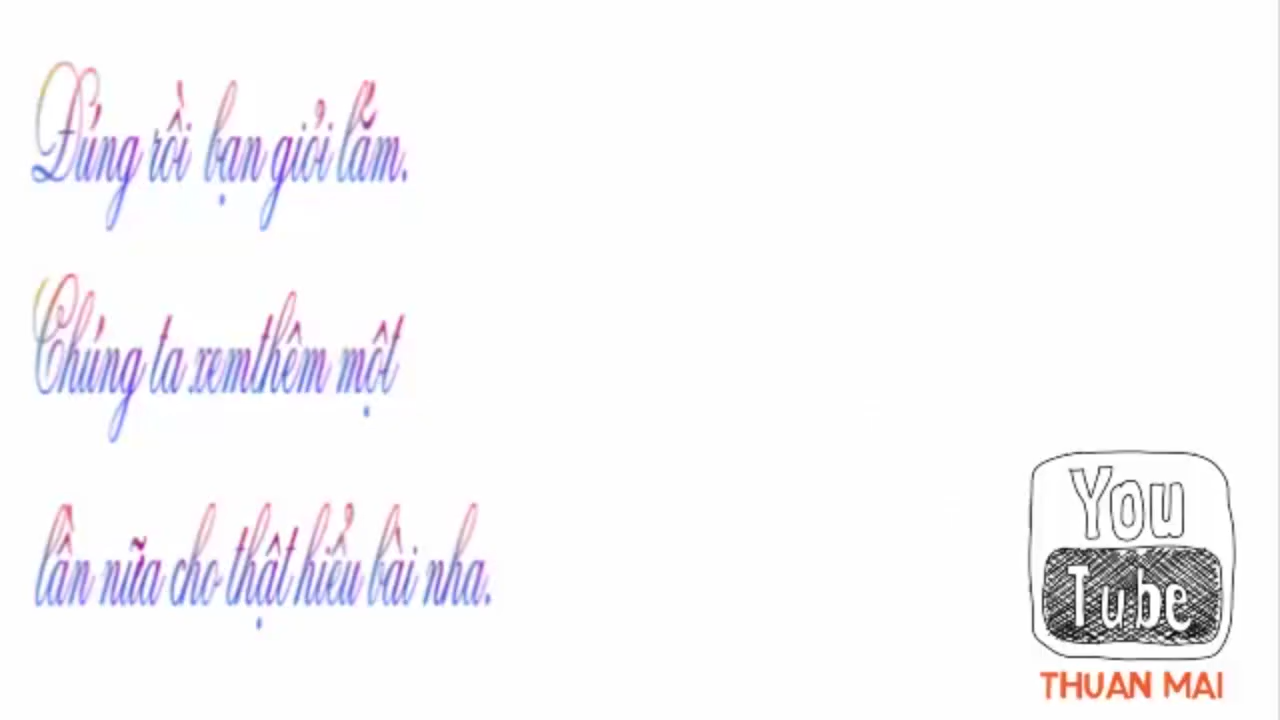 Đúng rồi bạn giỏi lắm.
Chúng ta xemthêm một
lần nữa cho thật hiểu bài nha.
You
Tube
THUAN MAI